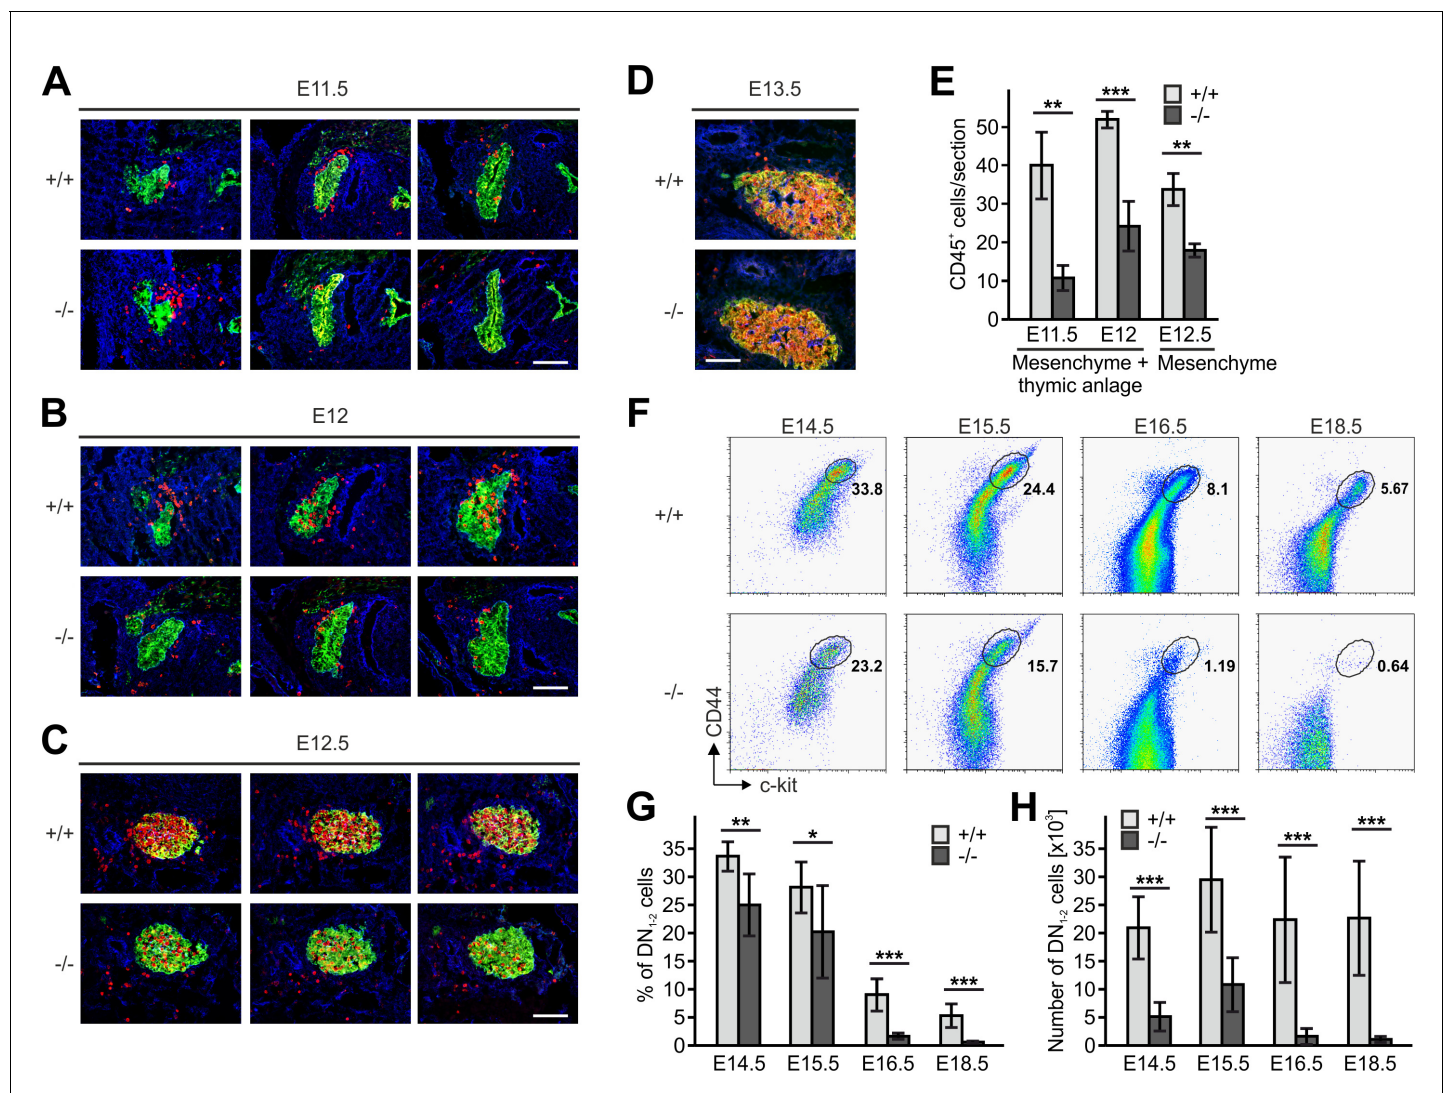 A
E11.5
+/+
-/-
B
E12
+/+
-/-
C
E12.5
+/+
-/-
D
E13.5
+/+
-/-
E
CD45+ cells/section
50
40
30
20
10
0
** *** **
+/+
-/-
E11.5 E12 E12.5
Mesenchyme +
thymic anlage
Mesenchyme
F
E14.5 E15.5 E16.5 E18.5
+/+
33.8 24.4 8.1 5.67
-/-
23.2 15.7 1.19 0.64
CD44
c-kit
G
% of DN1-2 cells
35
30
25
20
15
10
5
0
** * *** ***
+/+
-/-
E14.5 E15.5 E16.5 E18.5
H
Number of DN1-2 cells [x10³]
35
30
25
20
15
10
5
0
+/+
-/-
*** *** *** ***
E14.5 E15.5 E16.5 E18.5